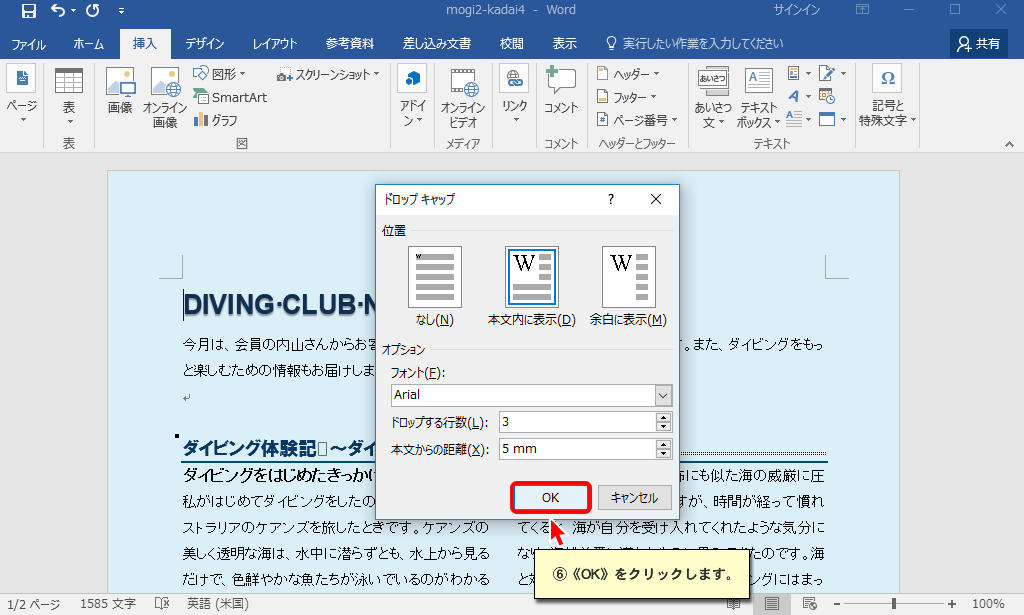 mogi2-kadai4 - Word
サインイン
ファイル ホーム 挿入 デザイン レイアウト 参考資料 差し込み文書 校閲 表示 実行したい作業を入力してください 共有
ページ
表
表
画像
オンライン画像
図形
SmartArt
グラフ
スクリーンショット
図
アドイン
オンラインビデオ
メディア
リンク
コメント
コメント
ヘッダー
フッター
ページ番号
ヘッダーとフッター
あいさつ
あいさつ文
テキストボックス
テキスト
Ω
記号と特殊文字
DIVING・CLUB・N
今月は、会員の内山さんからお客
。また、ダイビングをもっ
と楽しむための情報もお届けしま
ダイビング体験記□～ダイ
ダイビングをはじめたきっかけ
にも似た海の威厳に圧
私がはじめてダイビングをしたの
すが、時間が経って慣れ
ストラリアのケアンズを旅したときです。ケアンズの
てくると、海が自分を受け入れてくれたような気分に
美しく透明な海は、水中に潜らずとも、水上から見る
のです。海
だけで、色鮮やかな魚たちが泳いでいるのがわかる
ングにはまっ
ドロップ キャップ
?
位置
W
W
W
なし(N)
本文内に表示(D)
余白に表示(M)
オプション
フォント(F):
Arial
ドロップする行数(L):
3
本文からの距離(X):
5 mm
OK
キャンセル
⑥《OK》をクリックします。
1/2 ページ 1585 文字 英語 (米国)
100%